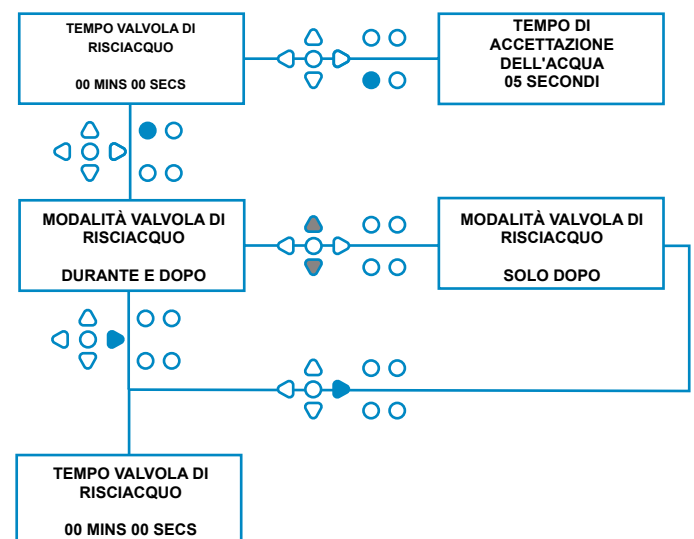 TEMPO VALVOLA DI
RISCIACQUO
00 MINS 00 SECS
TEMPO DI
ACCETTAZIONE
DELL'ACQUA
05 SECONDI
MODALITÀ VALVOLA DI
RISCIACQUO
DURANTE E DOPO
MODALITÀ VALVOLA DI
RISCIACQUO
SOLO DOPO
TEMPO VALVOLA DI
RISCIACQUO
00 MINS 00 SECS